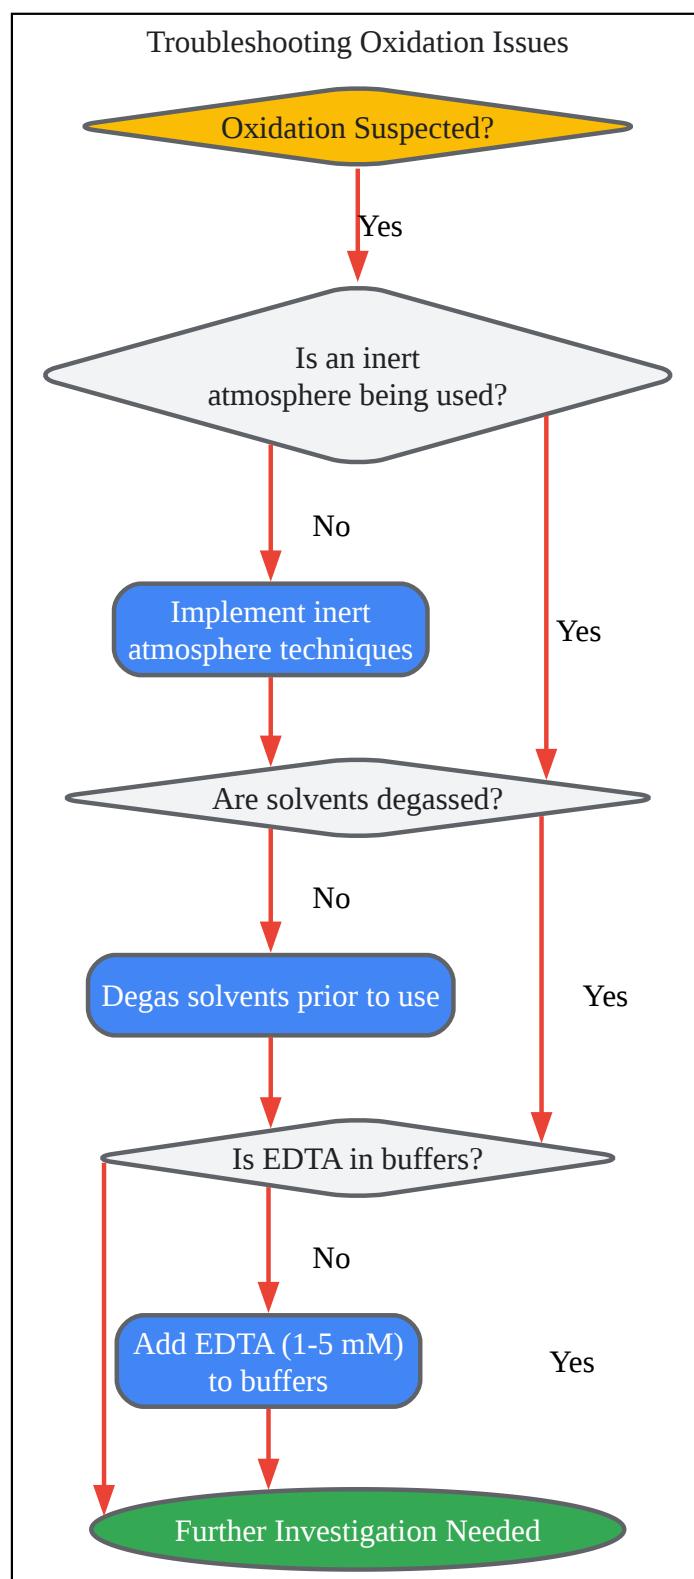 Troubleshooting Oxidation Issues
Oxidation Suspected?
Yes
Is an inert
atmosphere being used?
No
Implement inert
atmosphere techniques
Yes
Are solvents degassed?
No
Degas solvents prior to use
Yes
Is EDTA in buffers?
No
Add EDTA (1-5 mM)
to buffers
Yes
Further Investigation Needed